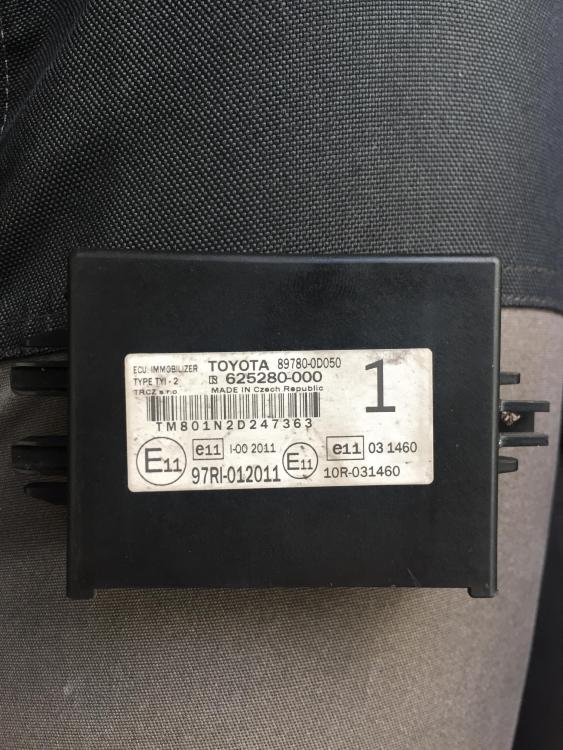 ECU: IMMOBILIZER TOYOTA 89780-0D050
TYPE TYI - 2 625280-000
TRCZ s.r.o. MADE IN Czech Republic
1
TM801N2D247363
E11 e11 I-00 2011 E11 e11 03 1460
97RI-012011 10R-031460